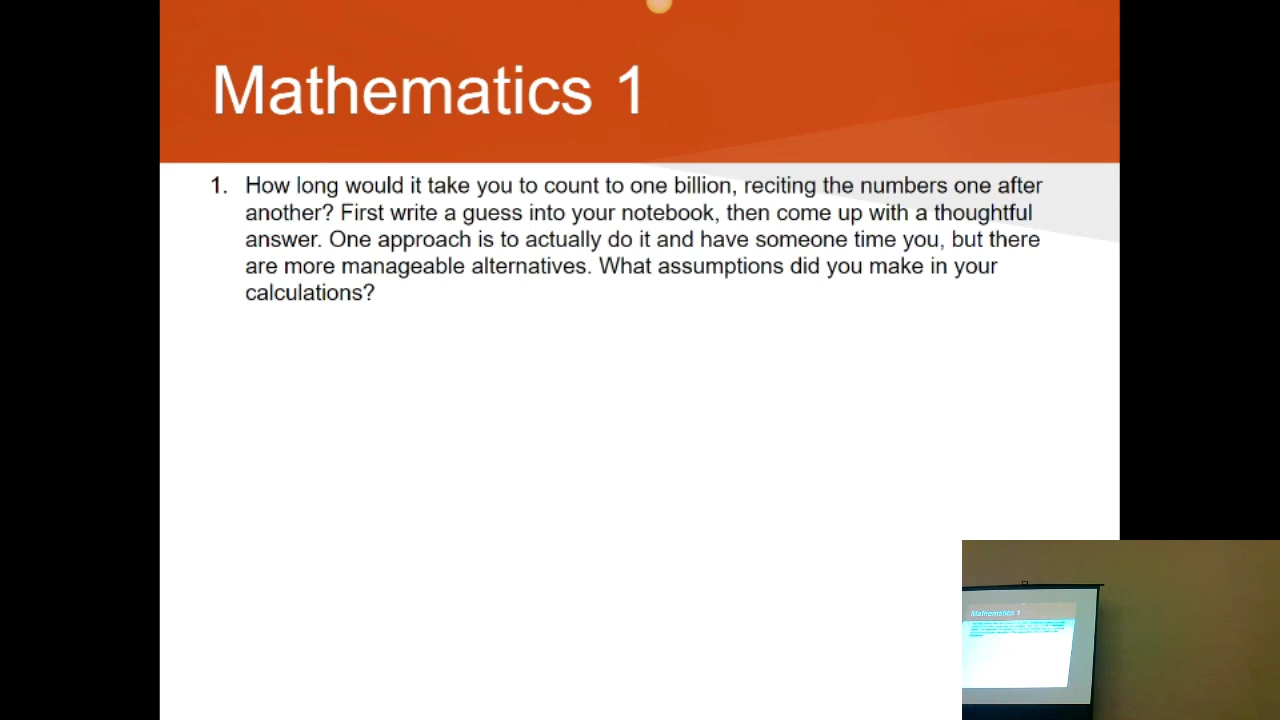 Mathematics 1
1. How long would it take you to count to one billion, reciting the numbers one after
another? First write a guess into your notebook, then come up with a thoughtful
answer. One approach is to actually do it and have someone time you, but there
are more manageable alternatives. What assumptions did you make in your
calculations?
Mathematics 1